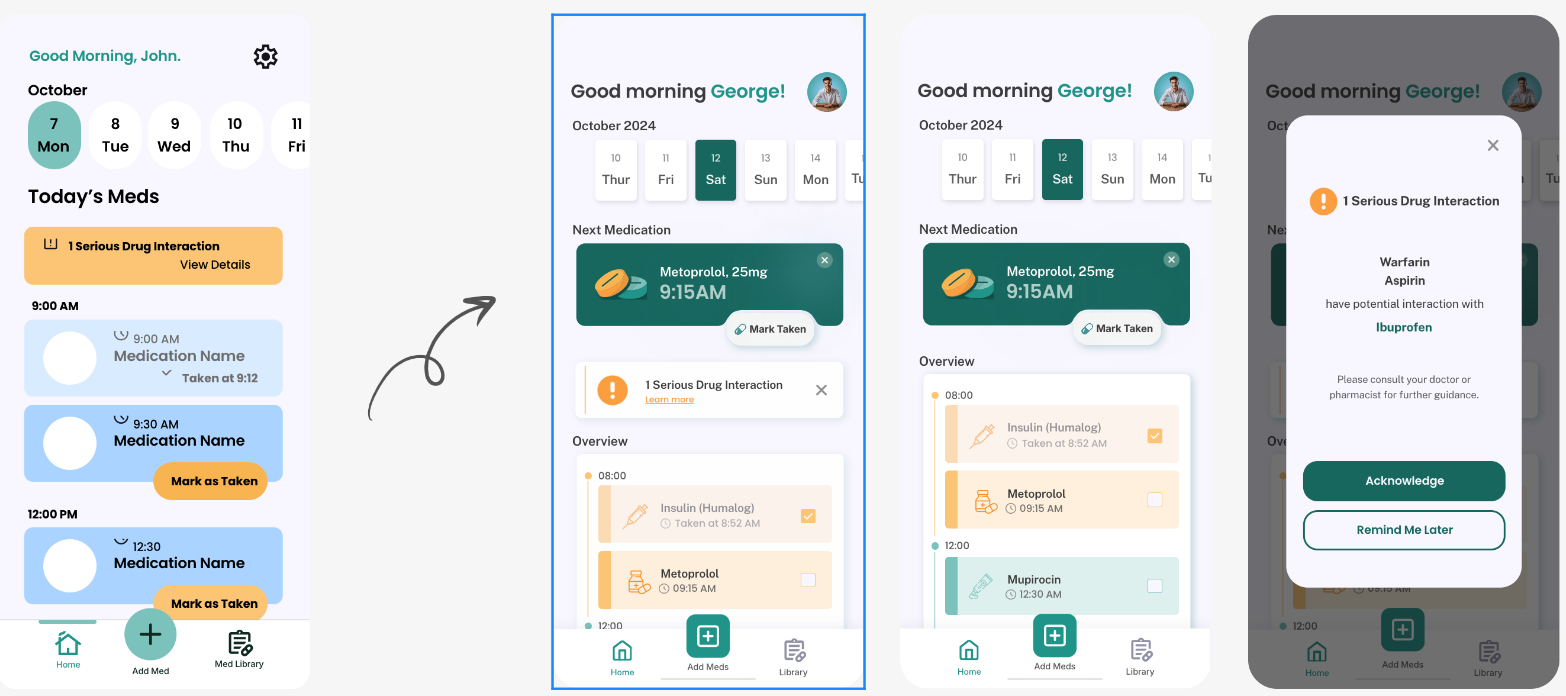 Good Morning, John.
October
7 8 9 10 11
Mon Tue Wed Thu Fri
Today's Meds
1 Serious Drug Interaction
View Details
9:00 AM
9:00 AM
Medication Name
Taken at 9:12
9:30 AM
Medication Name
Mark as Taken
12:00 PM
12:30
Medication Name
Mark as Taken
Home
Add Med
Med Library
Good morning George!
October 2024
10 11 12 13 14
Thur Fri Sat Sun Mon Tu
Next Medication
Metoprolol, 25mg
9:15AM
Mark Taken
1 Serious Drug Interaction
Learn more
Overview
08:00
Insulin (Humalog)
Taken at 8:52 AM
Metoprolol
09:15 AM
12:00
Home
Add Meds
Library
Good morning George!
October 2024
10 11 12 13 14 1
Thur Fri Sat Sun Mon Tu
Next Medication
Metoprolol, 25mg
9:15AM
Mark Taken
Overview
08:00
Insulin (Humalog)
Taken at 8:52 AM
Metoprolol
09:15 AM
12:00
Mupirocin
12:30 AM
Home
Add Meds
Library
Good morning George!
Oct
Tu
1 Serious Drug Interaction
Warfarin
Aspirin
have potential interaction with
Ibuprofen
Please consult your doctor or
pharmacist for further guidance.
Acknowledge
Remind Me Later
09:15 AM
12:00
Home
Add Meds
Library